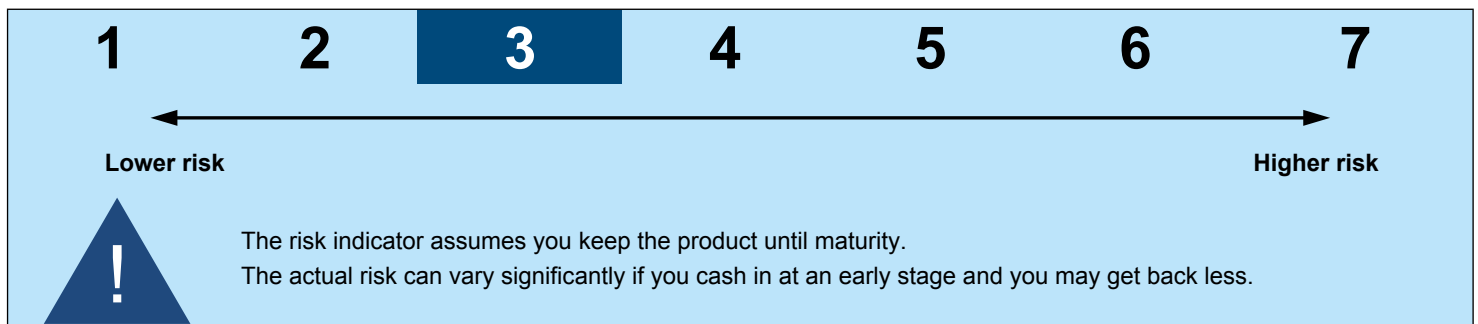 1 2 3 4 5 6 7
Lower risk Higher risk
!
The risk indicator assumes you keep the product until maturity.
The actual risk can vary significantly if you cash in at an early stage and you may get back less.